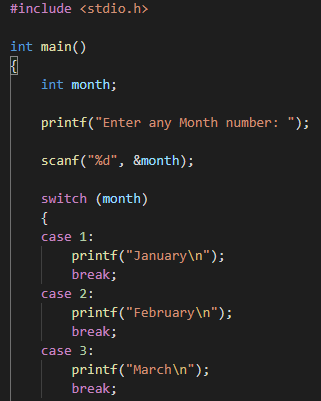 #include <stdio.h>
int main()
{
    int month;
    printf("Enter any Month number: ");
    scanf("%d", &month);
    switch (month)
    {
    case 1:
        printf("January\n");
        break;
    case 2:
        printf("February\n");
        break;
    case 3:
        printf("March\n");
        break;